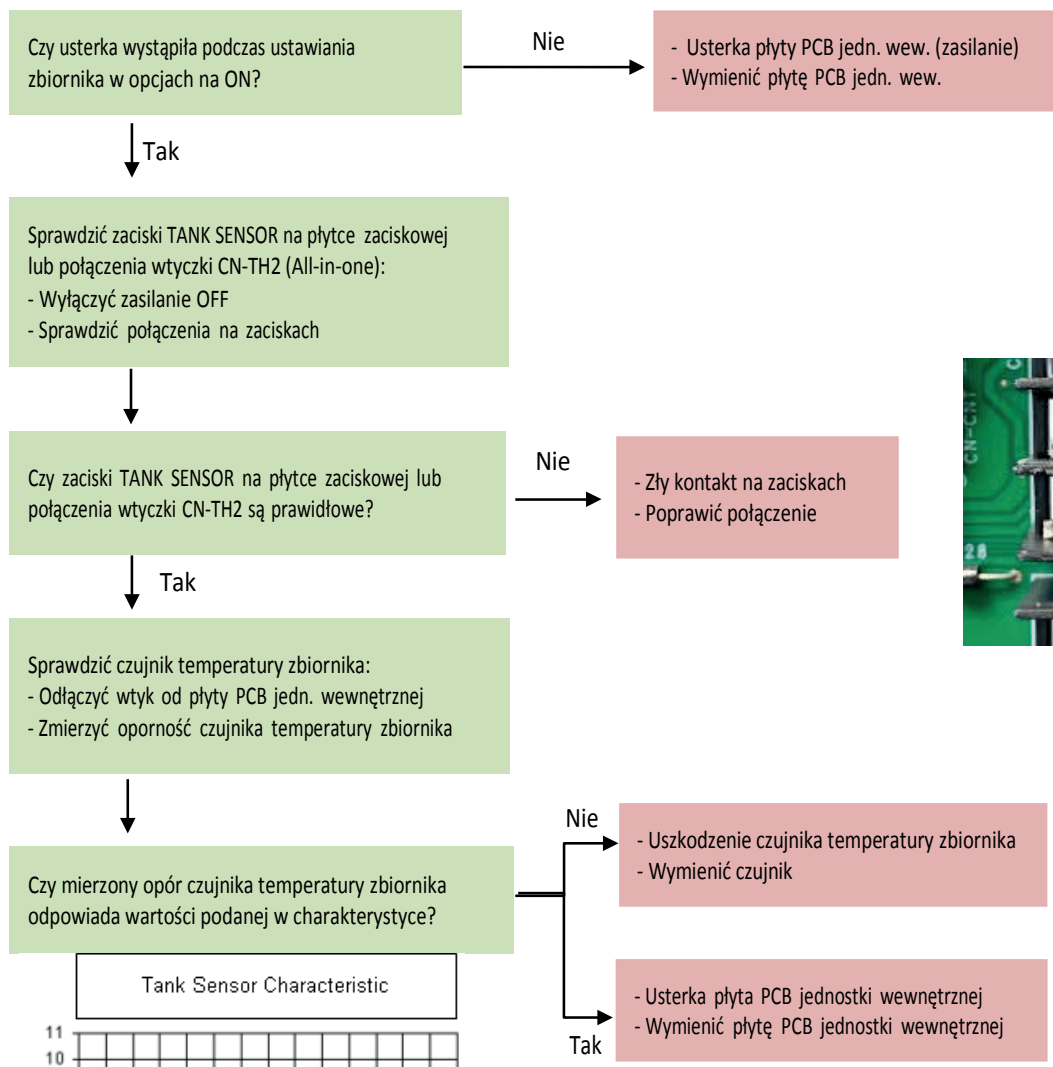 Czy usterka wystąpiła podczas ustawiania
zbiornika w opcjach na ON?
Nie
- Usterka płyty PCB jedn. wew. (zasilanie)
- Wymienić płytę PCB jedn. wew.
Tak
Sprawdzić zaciski TANK SENSOR na płytce zaciskowej
lub połączenia wtyczki CN-TH2 (All-in-one):
- Wyłączyć zasilanie OFF
- Sprawdzić połączenia na zaciskach
Czy zaciski TANK SENSOR na płytce zaciskowej lub
połączenia wtyczki CN-TH2 są prawidłowe?
Nie
- Zły kontakt na zaciskach
- Poprawić połączenie
CN-CNT
28
Tak
Sprawdzić czujnik temperatury zbiornika:
- Odłączyć wtyk od płyty PCB jedn. wewnętrznej
- Zmierzyć oporność czujnika temperatury zbiornika
Czy mierzony opór czujnika temperatury zbiornika
odpowiada wartości podanej w charakterystyce?
Nie
- Uszkodzenie czujnika temperatury zbiornika
- Wymienić czujnik
Tak
- Usterka płyta PCB jednostki wewnętrznej
- Wymienić płytę PCB jednostki wewnętrznej
Tank Sensor Characteristic
11
10